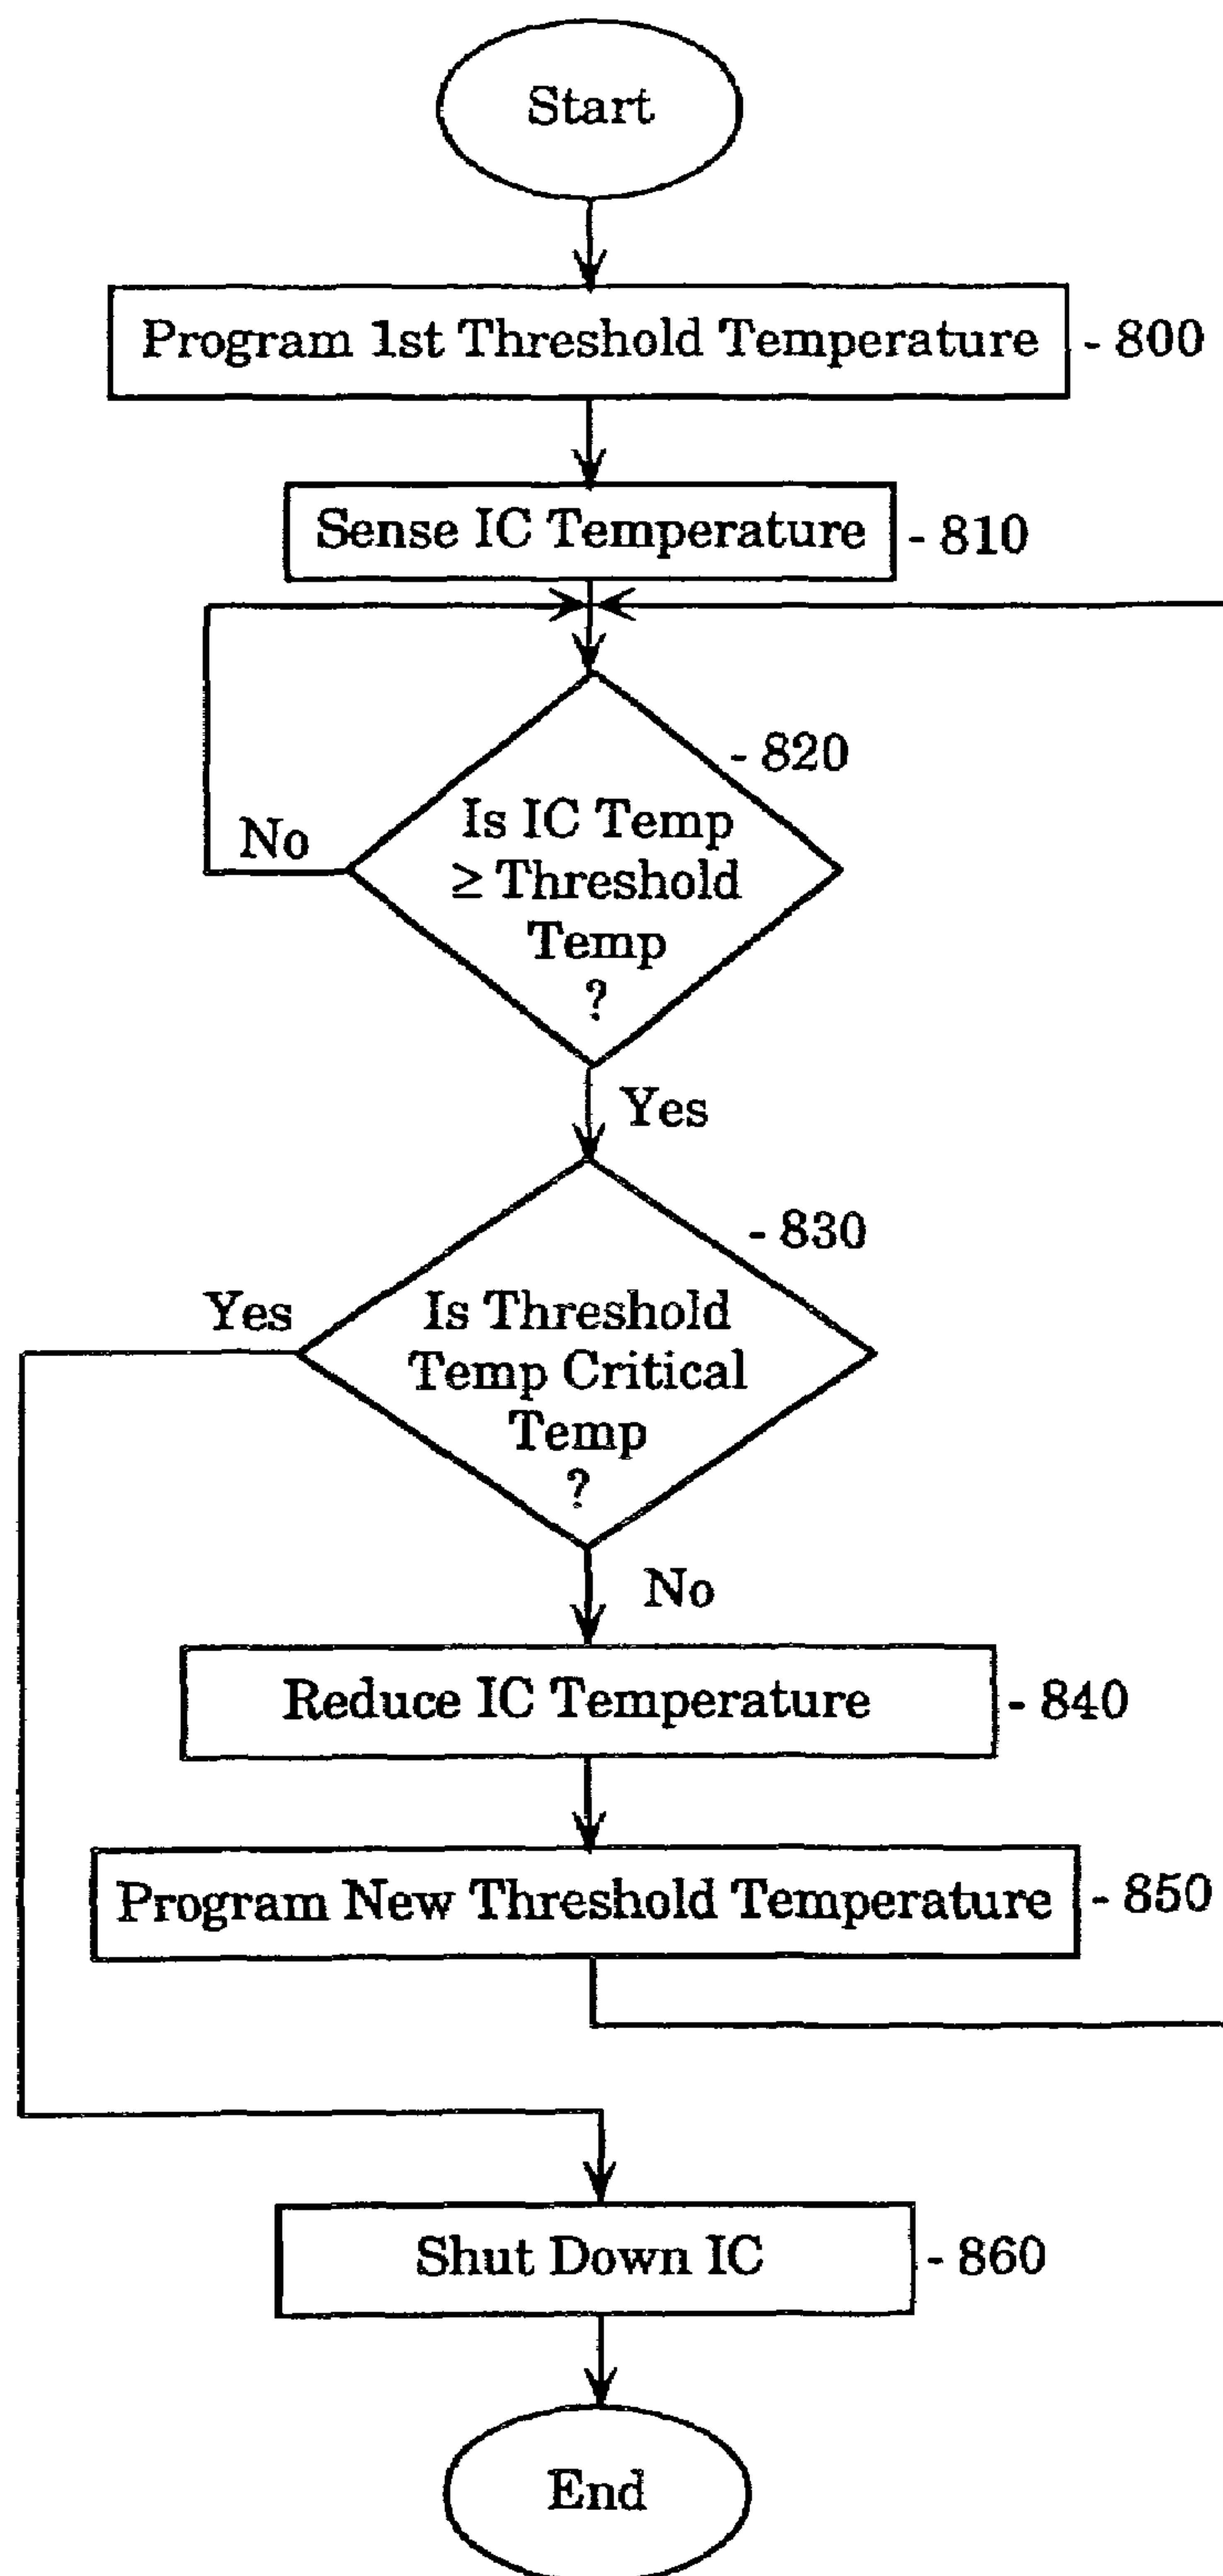 Start
Program 1st Threshold Temperature - 800
Sense IC Temperature - 810
- 820
Is IC Temp
≥ Threshold
Temp
?
No
Yes
- 830
Yes
Is Threshold
Temp Critical
Temp
?
No
Reduce IC Temperature - 840
Program New Threshold Temperature - 850
Shut Down IC - 860
End